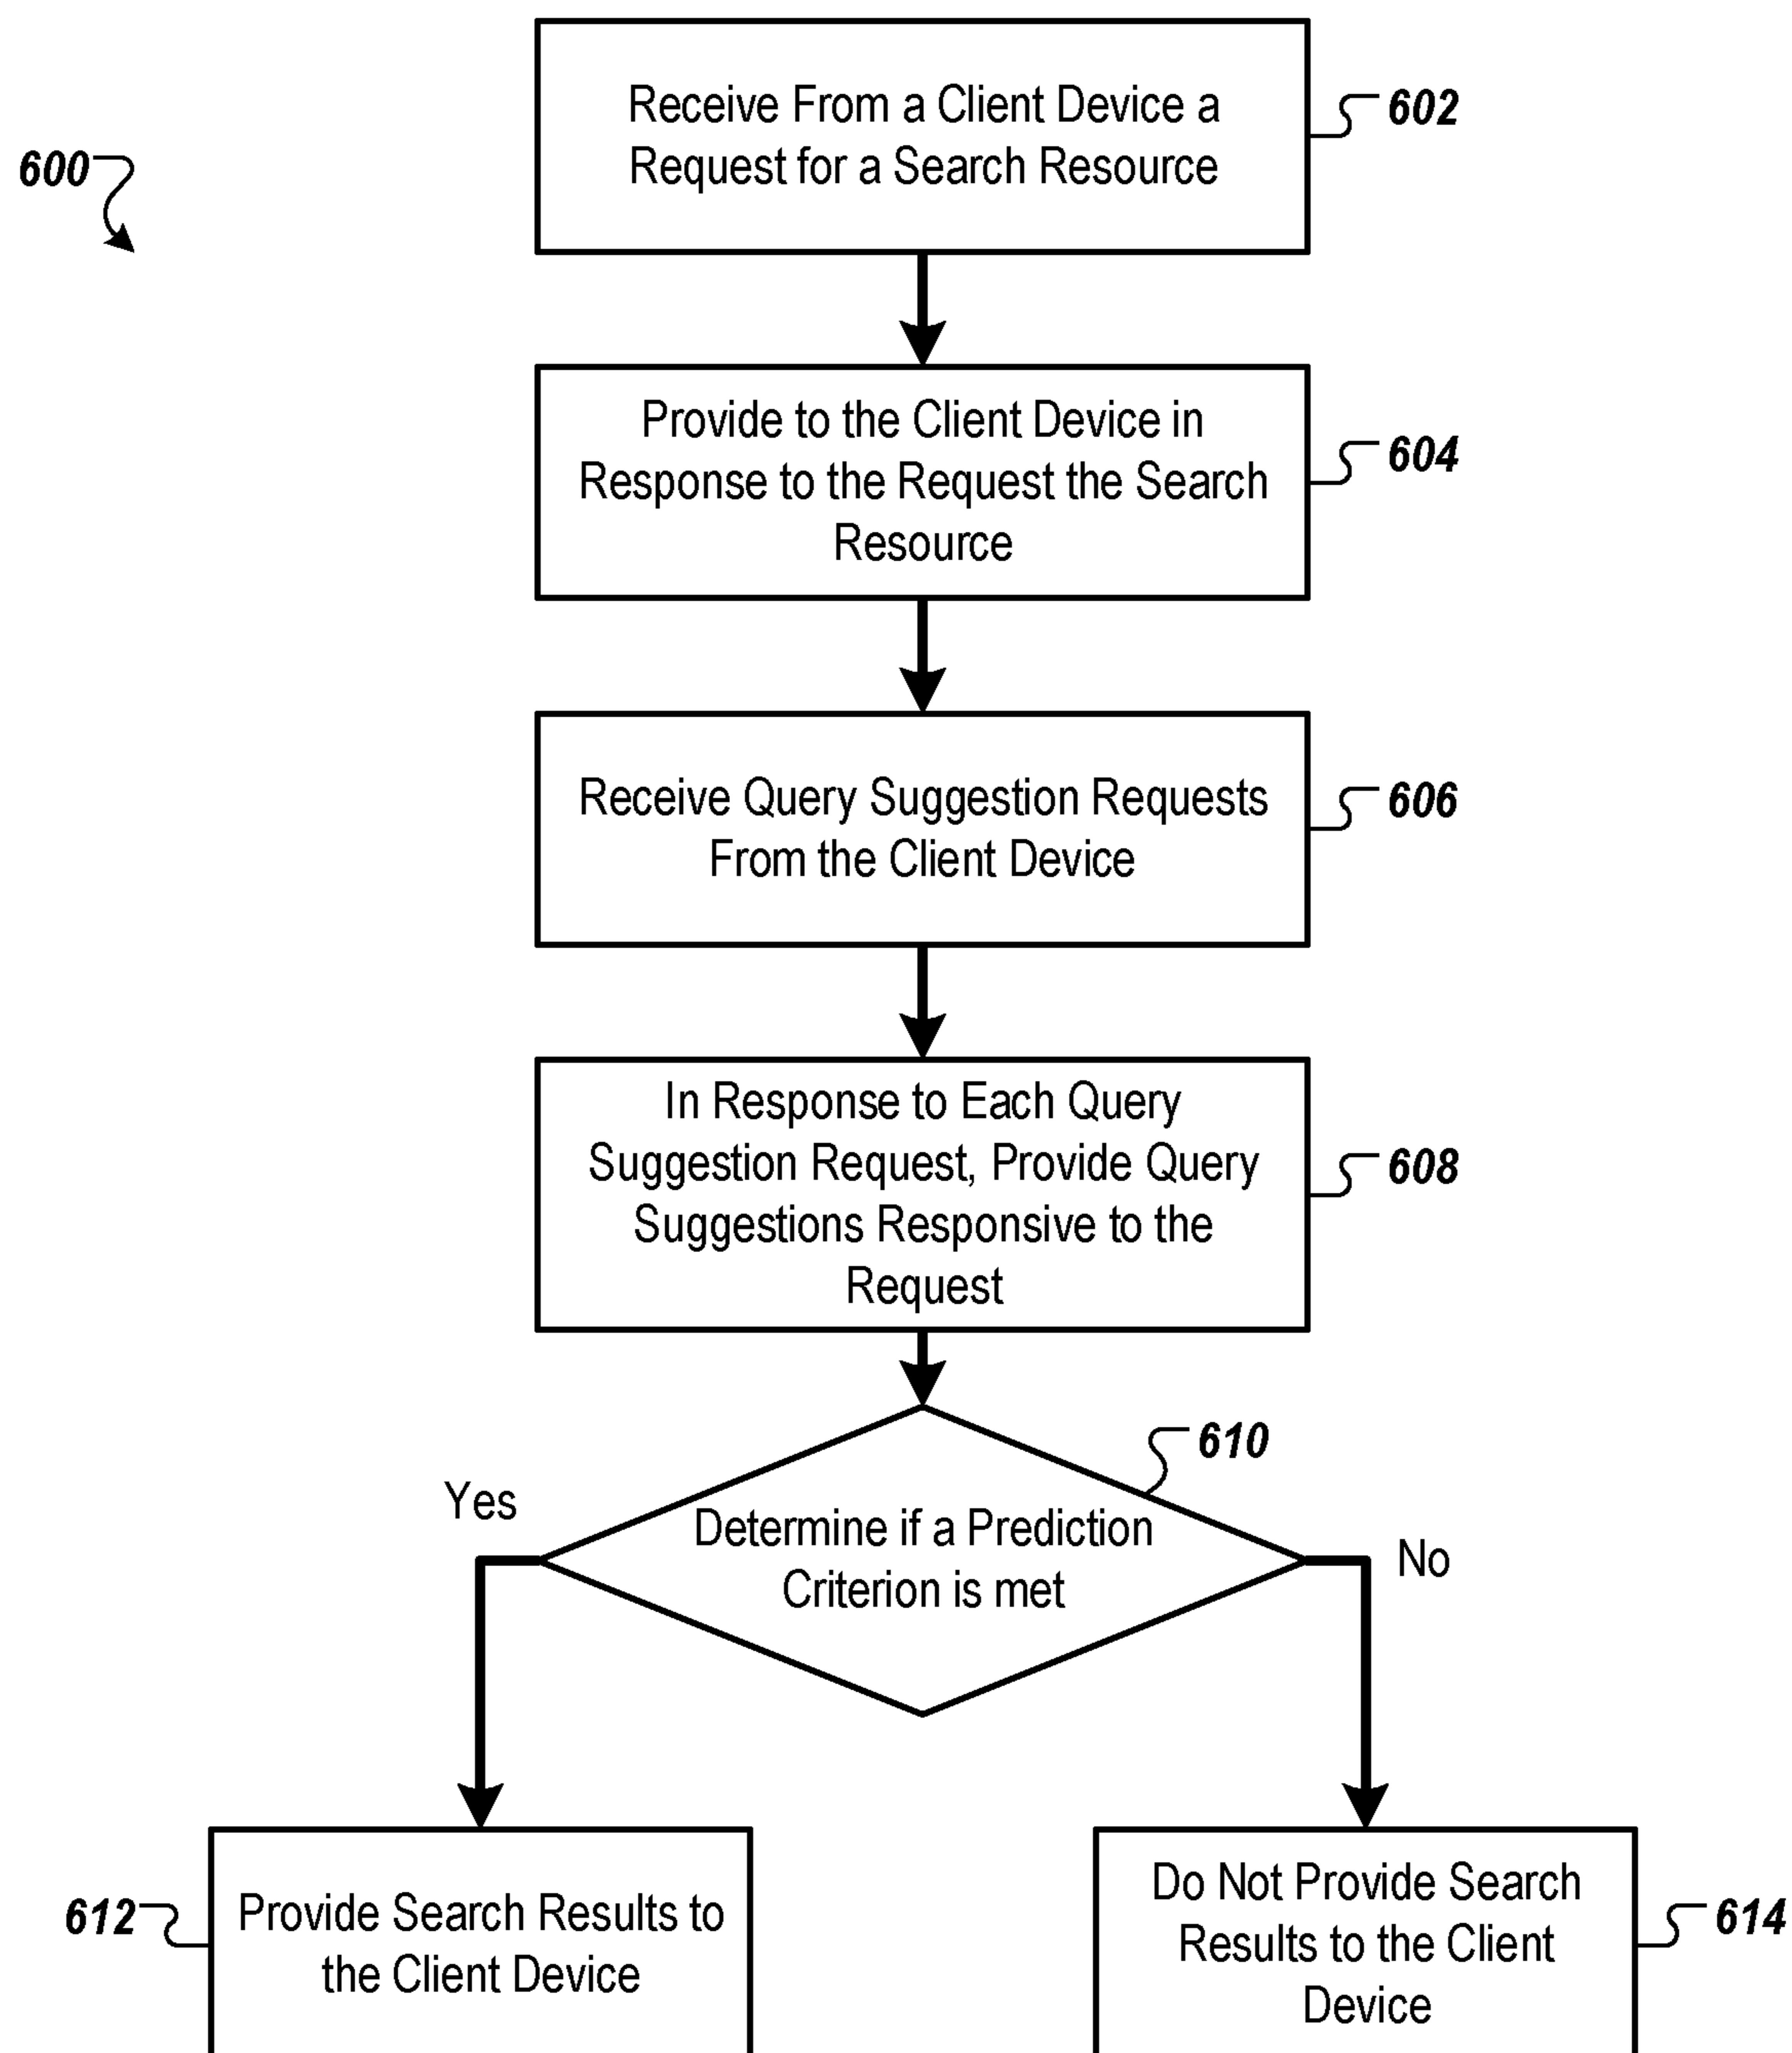 600
Receive From a Client Device a
Request for a Search Resource
602
Provide to the Client Device in
Response to the Request the Search
Resource
604
Receive Query Suggestion Requests
From the Client Device
606
In Response to Each Query
Suggestion Request, Provide Query
Suggestions Responsive to the
Request
608
610
Determine if a Prediction
Criterion is met
Yes
No
612
Provide Search Results to
the Client Device
Do Not Provide Search
Results to the Client
Device
614